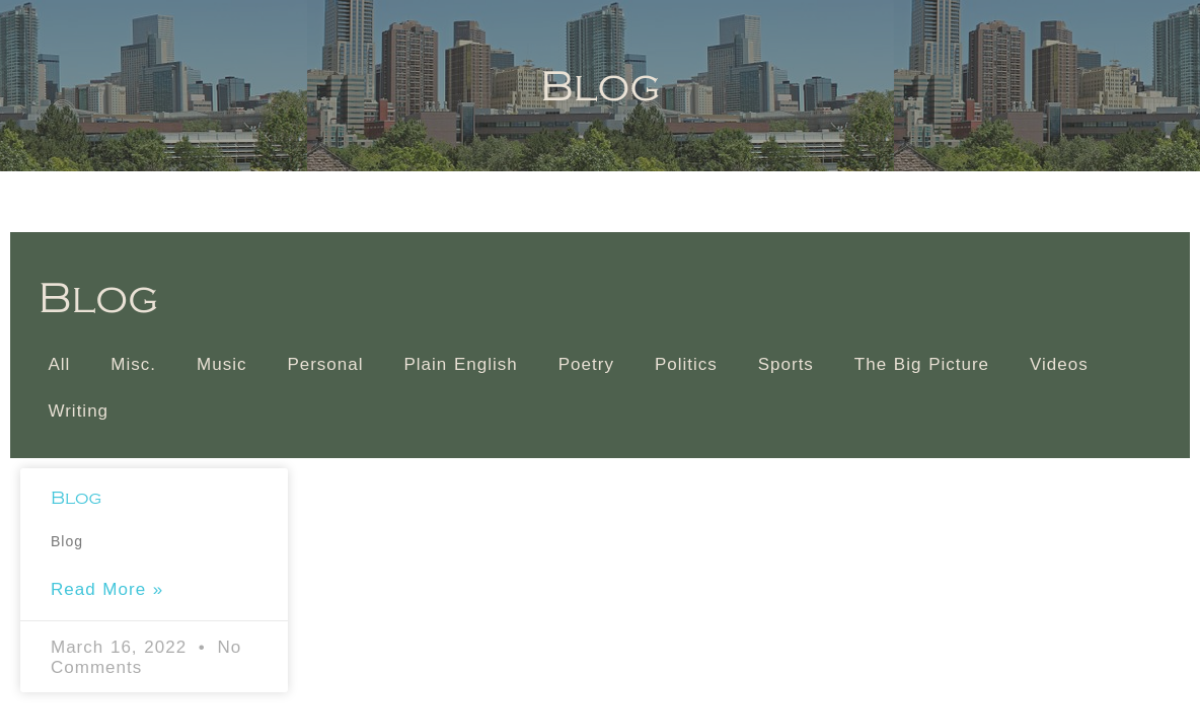 Blog
Blog
All Misc. Music Personal Plain English Poetry Politics Sports The Big Picture Videos
Writing
Blog
Blog
Read More »
March 16, 2022 • No
Comments